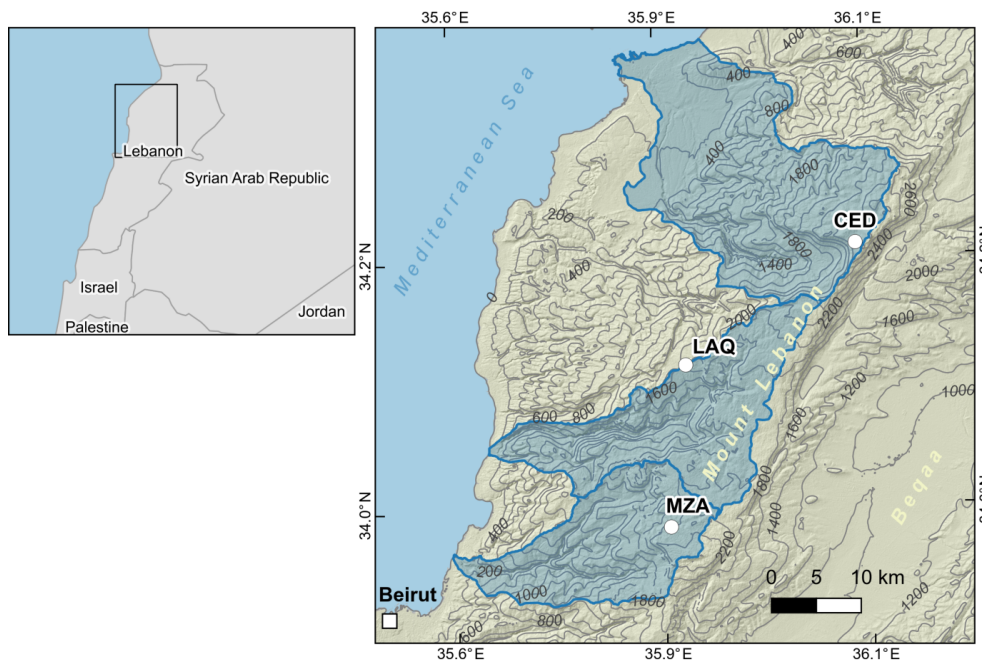 Lebanon
Syrian Arab Republic
Israel
Palestine
Jordan
35.6°E
35.9°E
36.1°E
400
600
400
800
Mediterranean Sea
400
1800
2600
200
CED
2400
34.2°N
400
1800
1400
2000
0
2000
2200
1600
LAQ
Mount Lebanon
1600
1200
1000
600
800
1600
1800
Beqaa
MZA
34.0°N
400
1400
2200
200
0
5
10 km
1000
1800
1200
Beirut
600
800
35.6°E
35.9°E
36.1°E